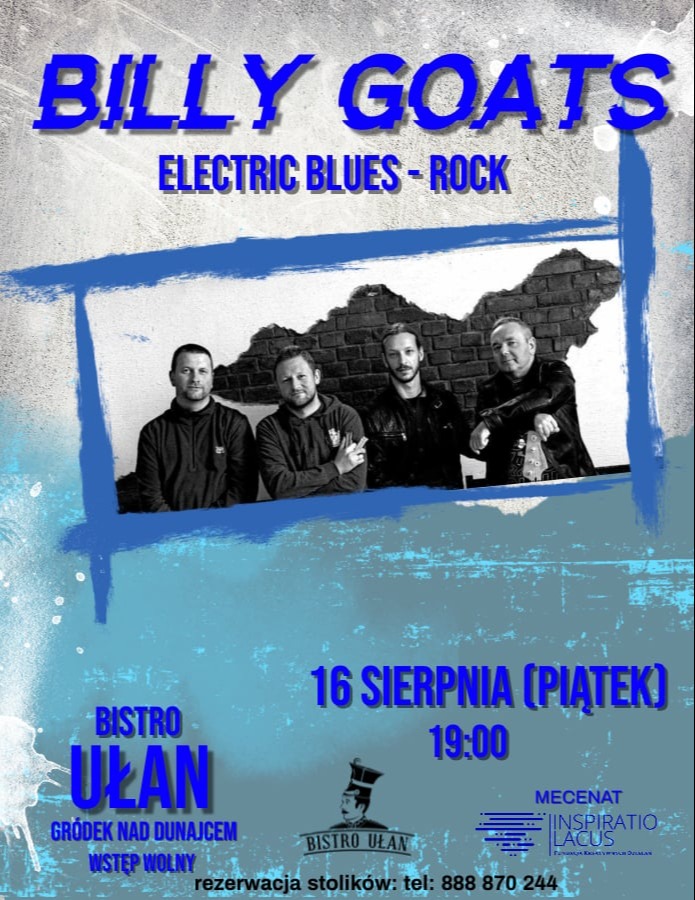 BILLY GOATS
ELECTRIC BLUES - ROCK
16 SIERPNIA (PIĄTEK)
19:00
BISTRO
UŁAN
GRÓDEK NAD DUNAJCEM
WSTĘP WOLNY
BISTRO UŁAN
MECENAT
INSPIRATIO
LACUS
rezerwacja stolików: tel: 888 870 244